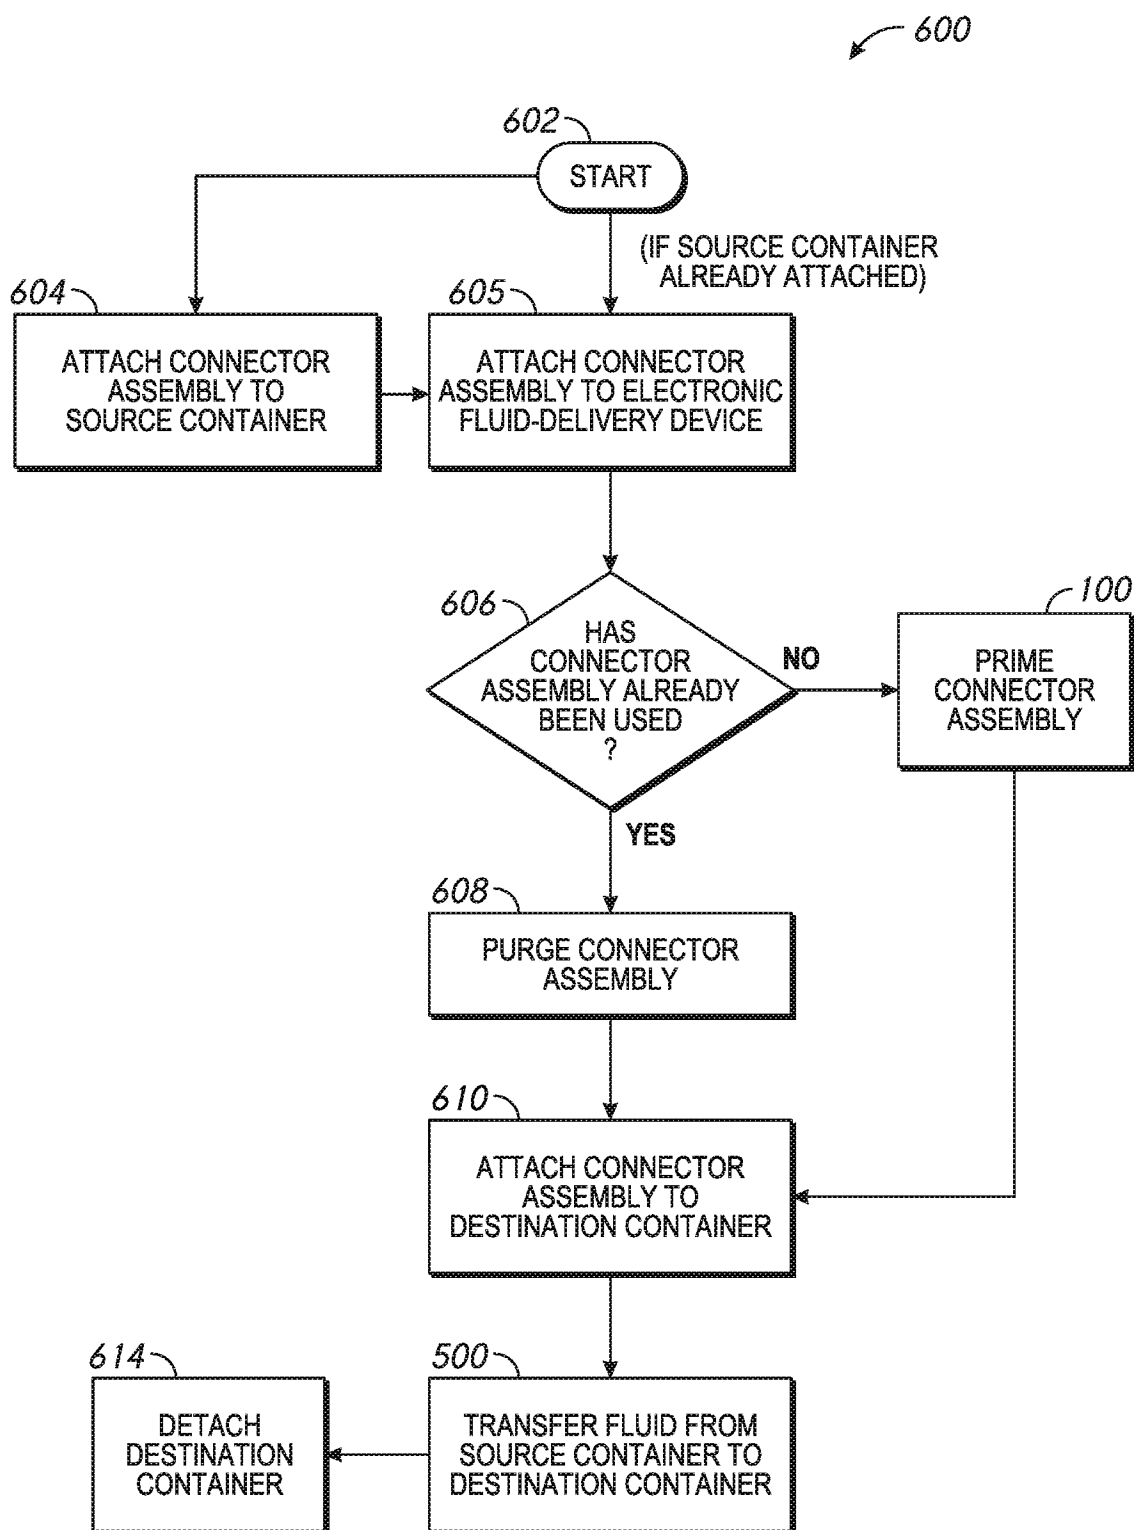 600
602
START
(IF SOURCE CONTAINER
ALREADY ATTACHED)
604
ATTACH CONNECTOR
ASSEMBLY TO
SOURCE CONTAINER
605
ATTACH CONNECTOR
ASSEMBLY TO ELECTRONIC
FLUID-DELIVERY DEVICE
606
HAS
CONNECTOR
ASSEMBLY ALREADY
BEEN USED
?
NO
100
PRIME
CONNECTOR
ASSEMBLY
YES
608
PURGE CONNECTOR
ASSEMBLY
610
ATTACH CONNECTOR
ASSEMBLY TO
DESTINATION CONTAINER
500
TRANSFER FLUID FROM
SOURCE CONTAINER TO
DESTINATION CONTAINER
614
DETACH
DESTINATION
CONTAINER